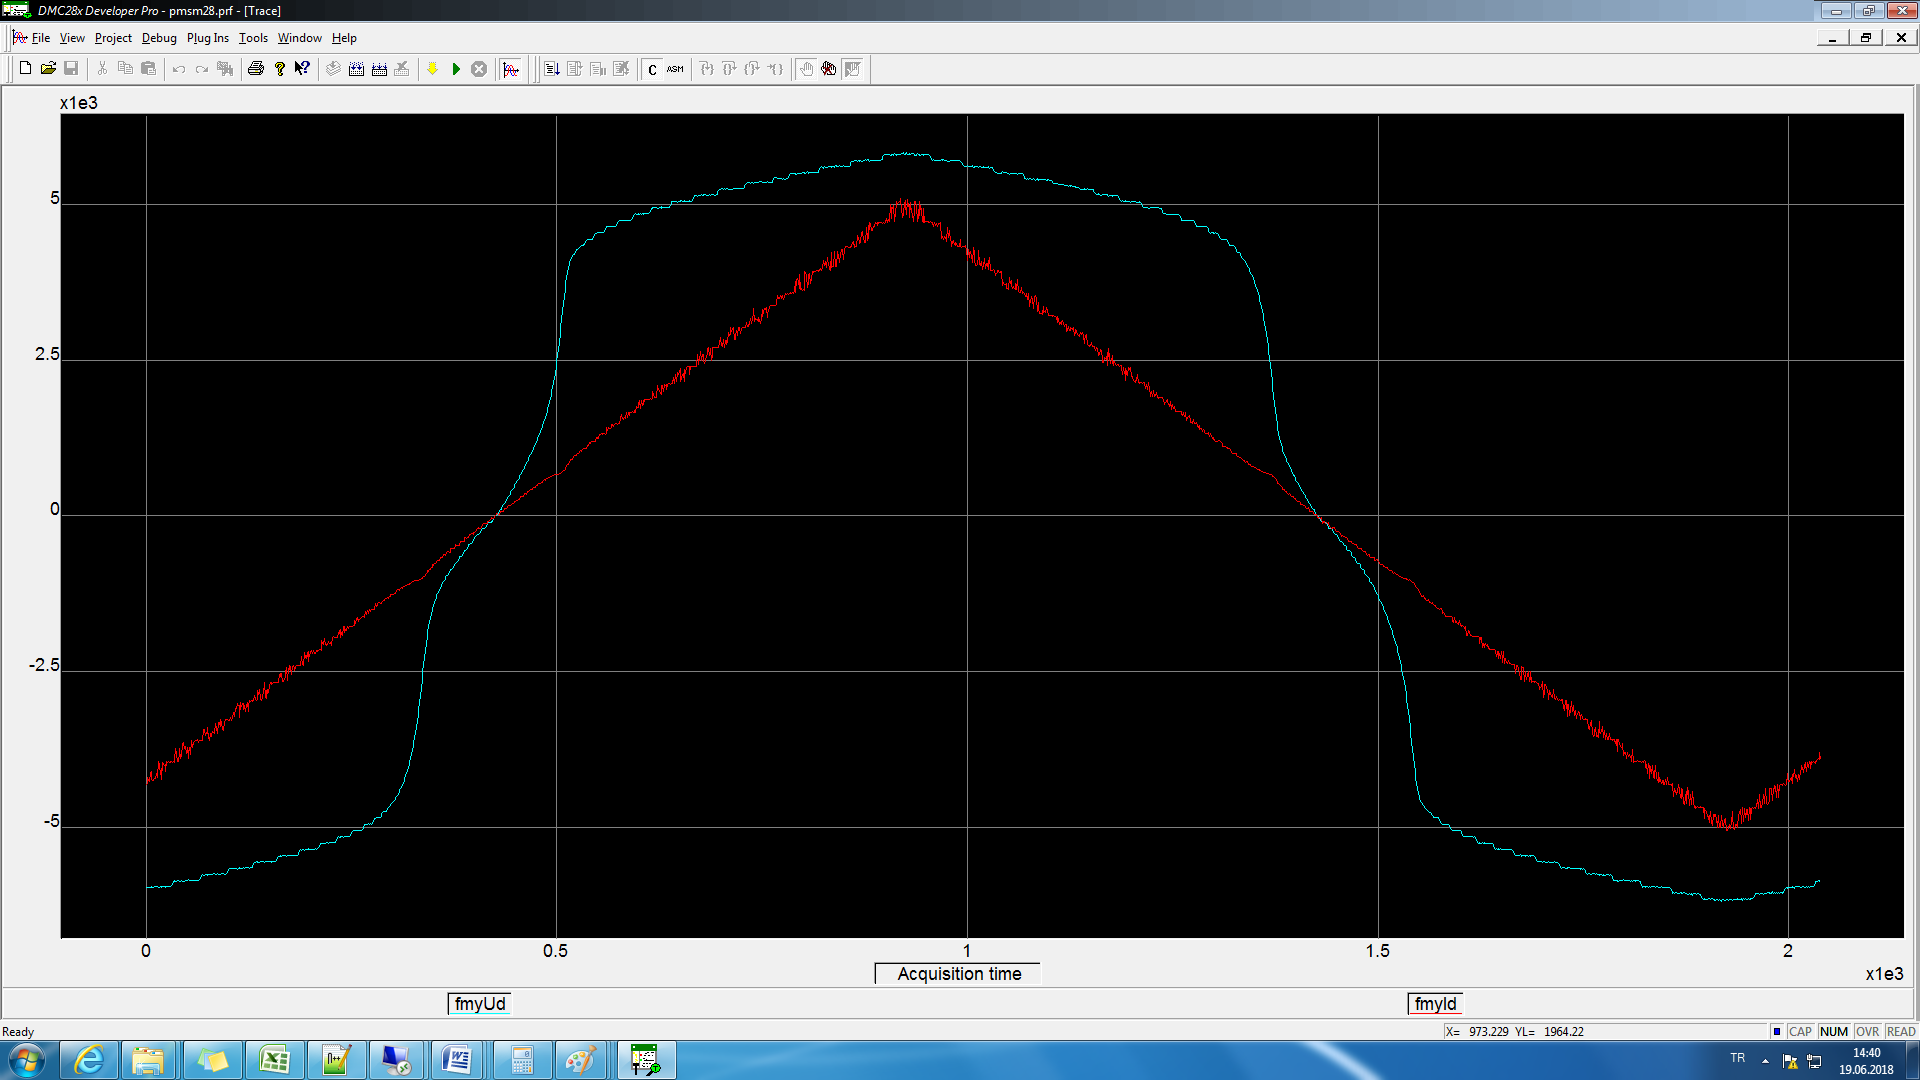 DMC28x Developer Pro - pmsm28.prf - [Trace]
File View Project Debug Plug Ins Tools Window Help
C ASM
x1e3
5
2.5
0
-2.5
-5
0 0.5 1 1.5 2
Acquisition time x1e3
fmyUd fmyId
Ready X= 973.229 YL= 1964.22 CAP NUM OVR READ
TR 14:40
19.06.2018